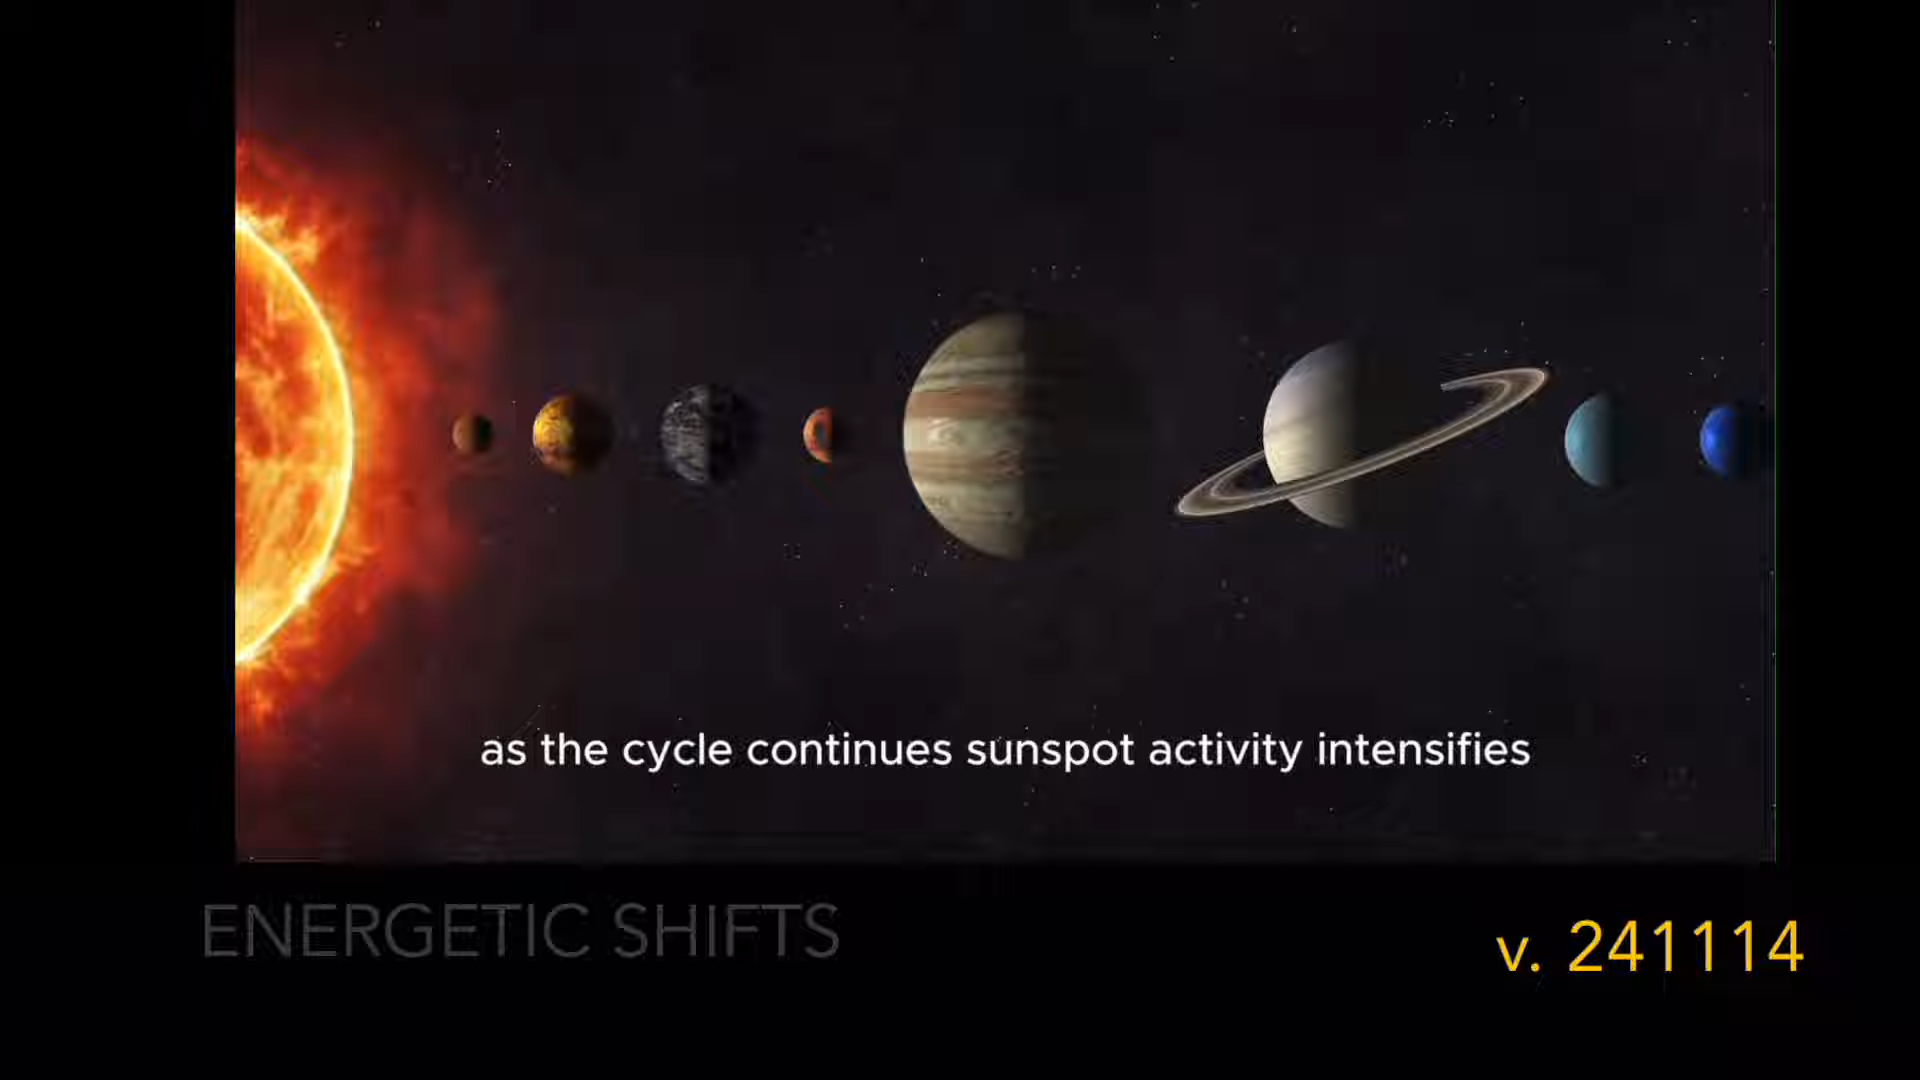 as the cycle continues sunspot activity intensifies
ENERGETIC SHIFTS
v. 241114